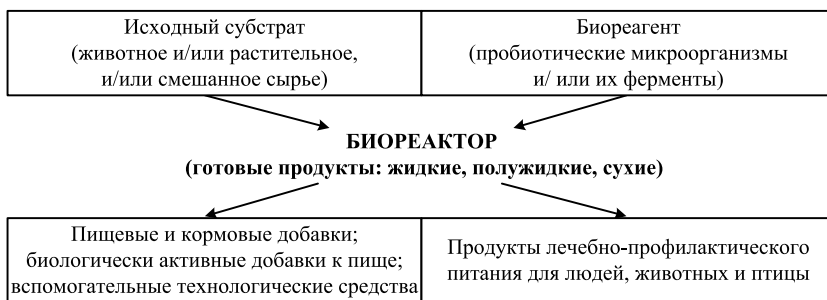 Исходный субстрат
(животное и/или растительное,
и/или смешанное сырье)
Биореагент
(пробиотические микроорганизмы
и/ или их ферменты)
БИОРЕАКТОР
(готовые продукты: жидкие, полужидкие, сухие)
Пищевые и кормовые добавки;
биологически активные добавки к пище;
вспомогательные технологические средства
Продукты лечебно-профилактического
питания для людей, животных и птицы